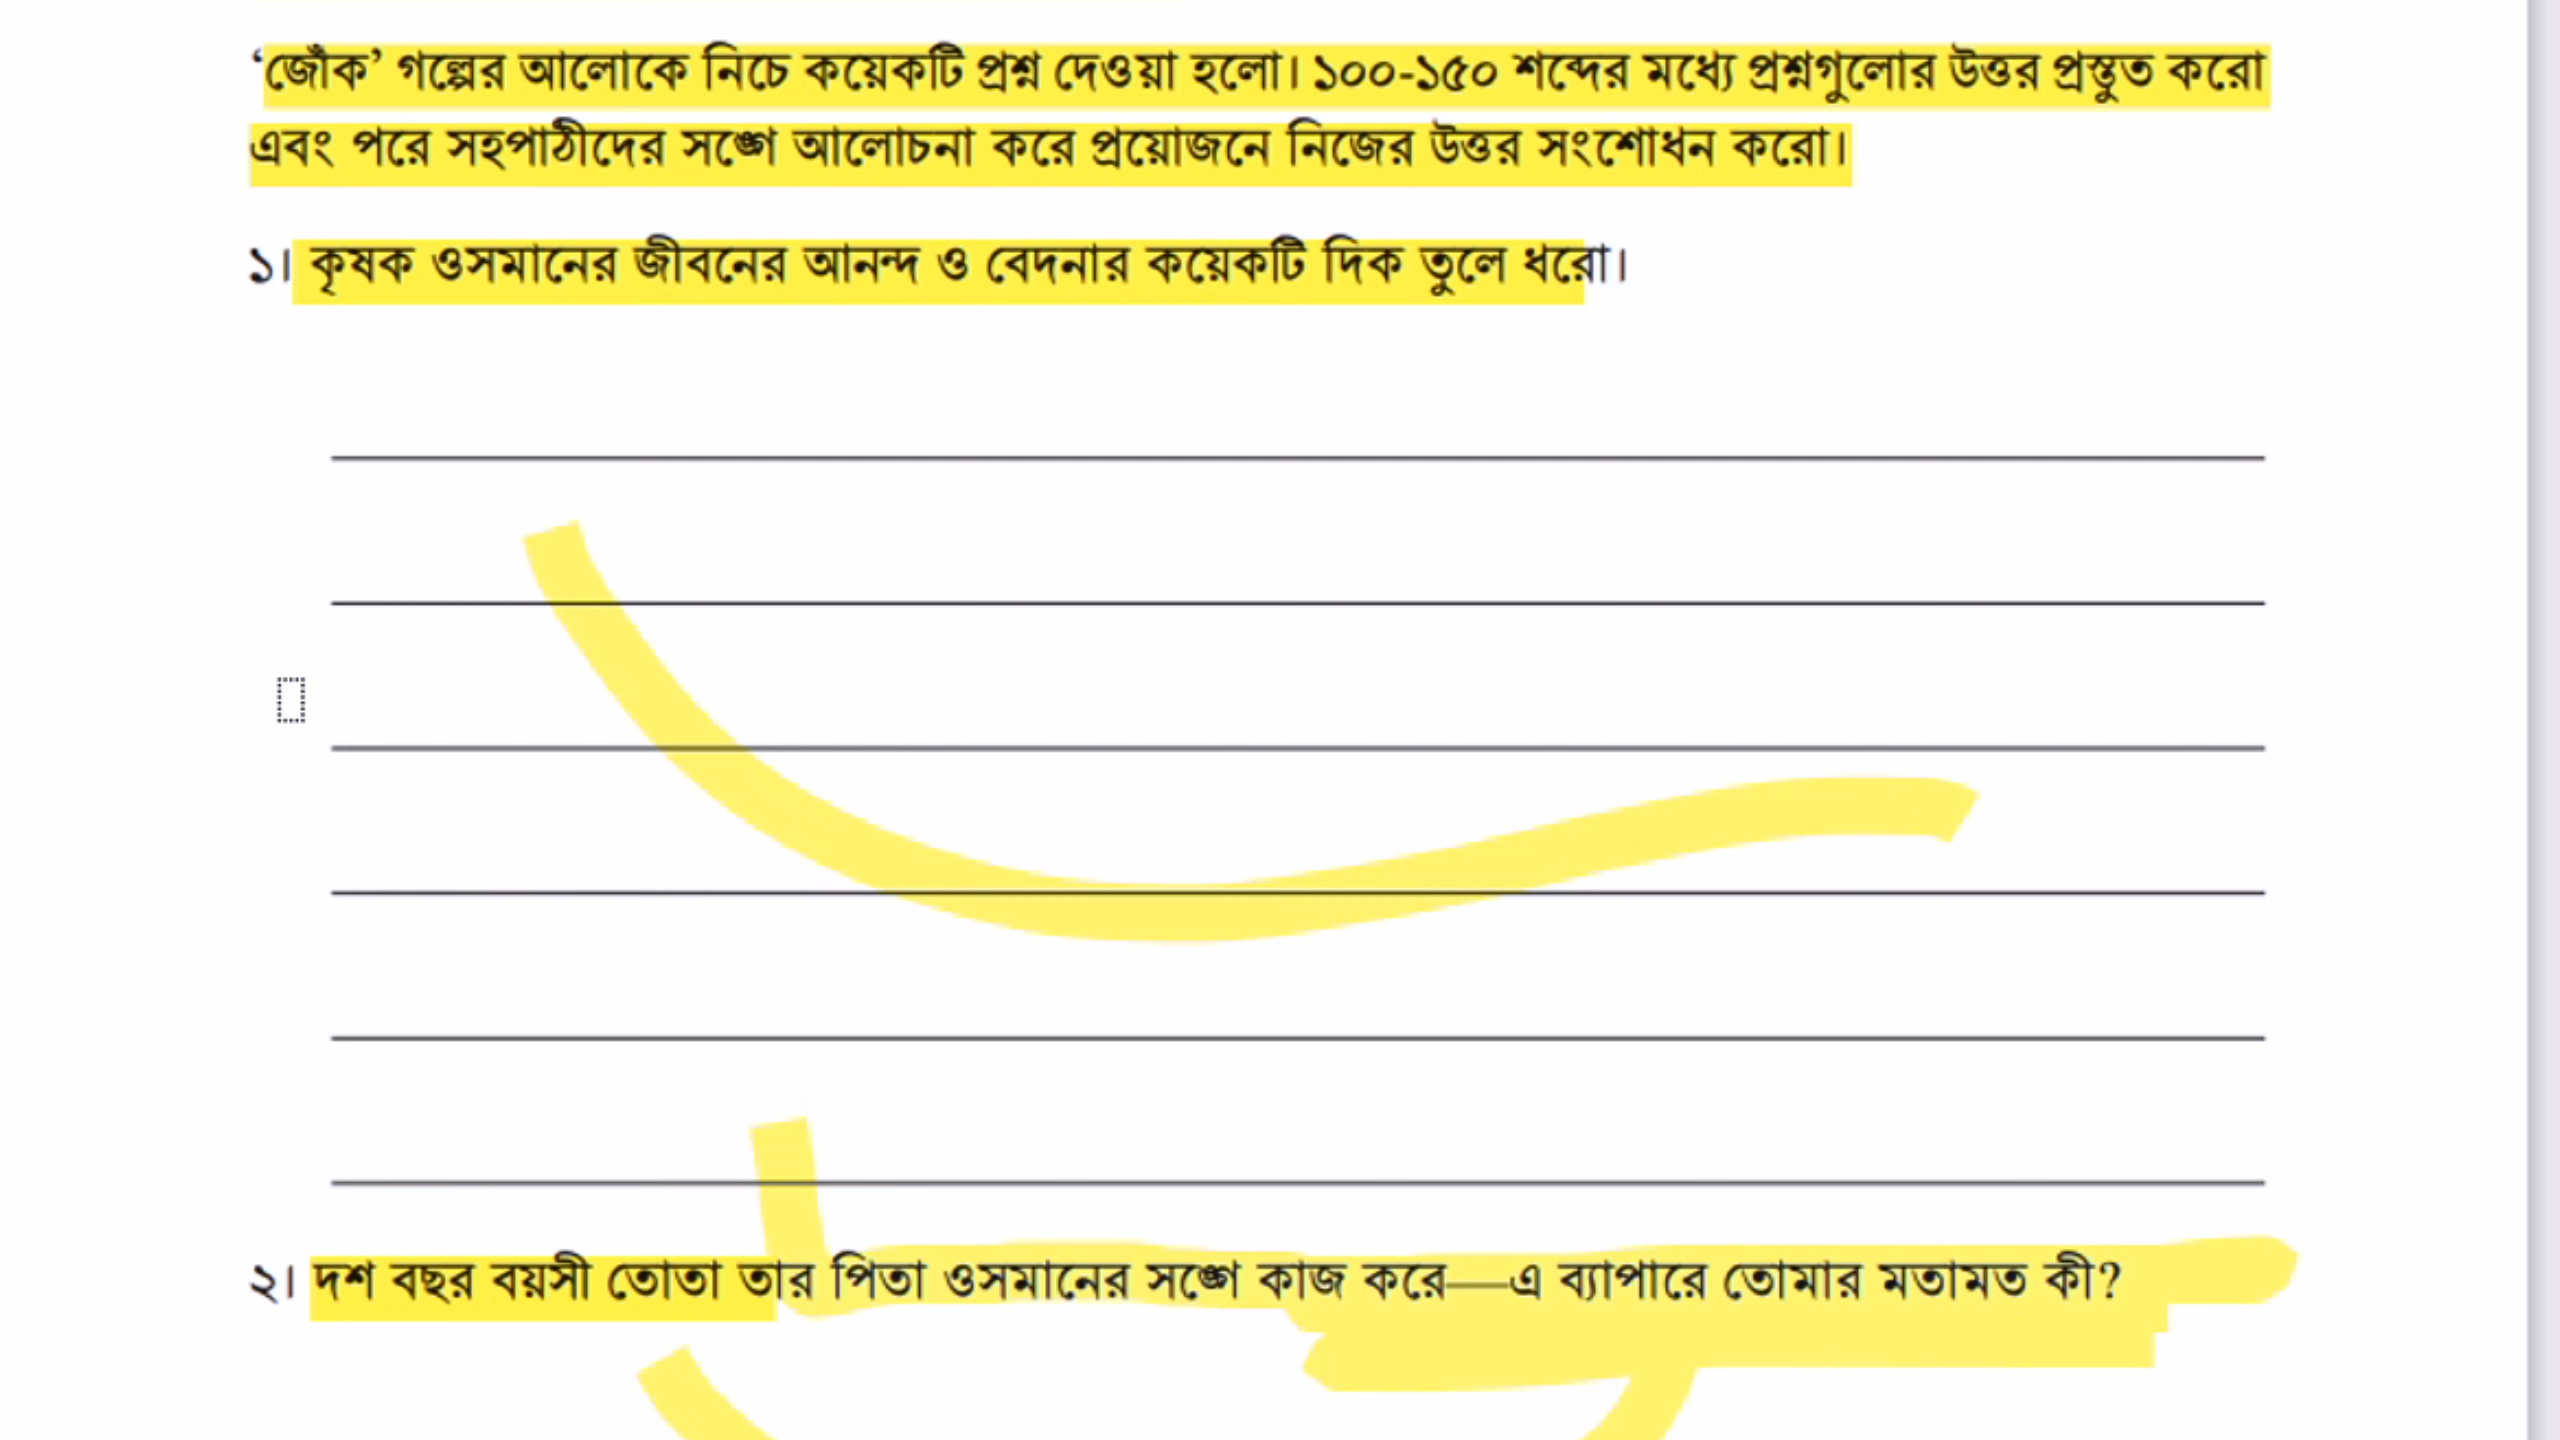 ‘জোঁক’ গল্পের আলোকে নিচে কয়েকটি প্রশ্ন দেওয়া হলো। ১০০-১৫০ শব্দের মধ্যে প্রশ্নগুলোর উত্তর প্রস্তুত করো
এবং পরে সহপাঠীদের সঙ্গে আলোচনা করে প্রয়োজনে নিজের উত্তর সংশোধন করো।
১। কৃষক ওসমানের জীবনের আনন্দ ও বেদনার কয়েকটি দিক তুলে ধরো।
২। দশ বছর বয়সী তোতা তার পিতা ওসমানের সঙ্গে কাজ করে—এ ব্যাপারে তোমার মতামত কী?